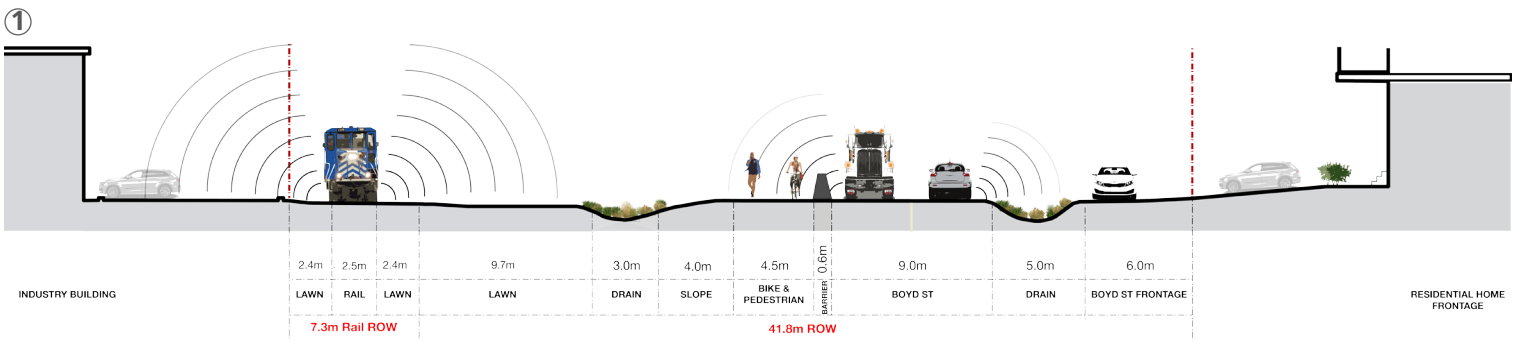 1
2.4m 2.5m 2.4m 9.7m 3.0m 4.0m 4.5m 0.6m 9.0m 5.0m 6.0m
INDUSTRY BUILDING LAWN RAIL LAWN LAWN DRAIN SLOPE BIKE &
PEDESTRIAN BARRIER BOYD ST DRAIN BOYD ST FRONTAGE RESIDENTIAL HOME
FRONTAGE
7.3m Rail ROW 41.8m ROW